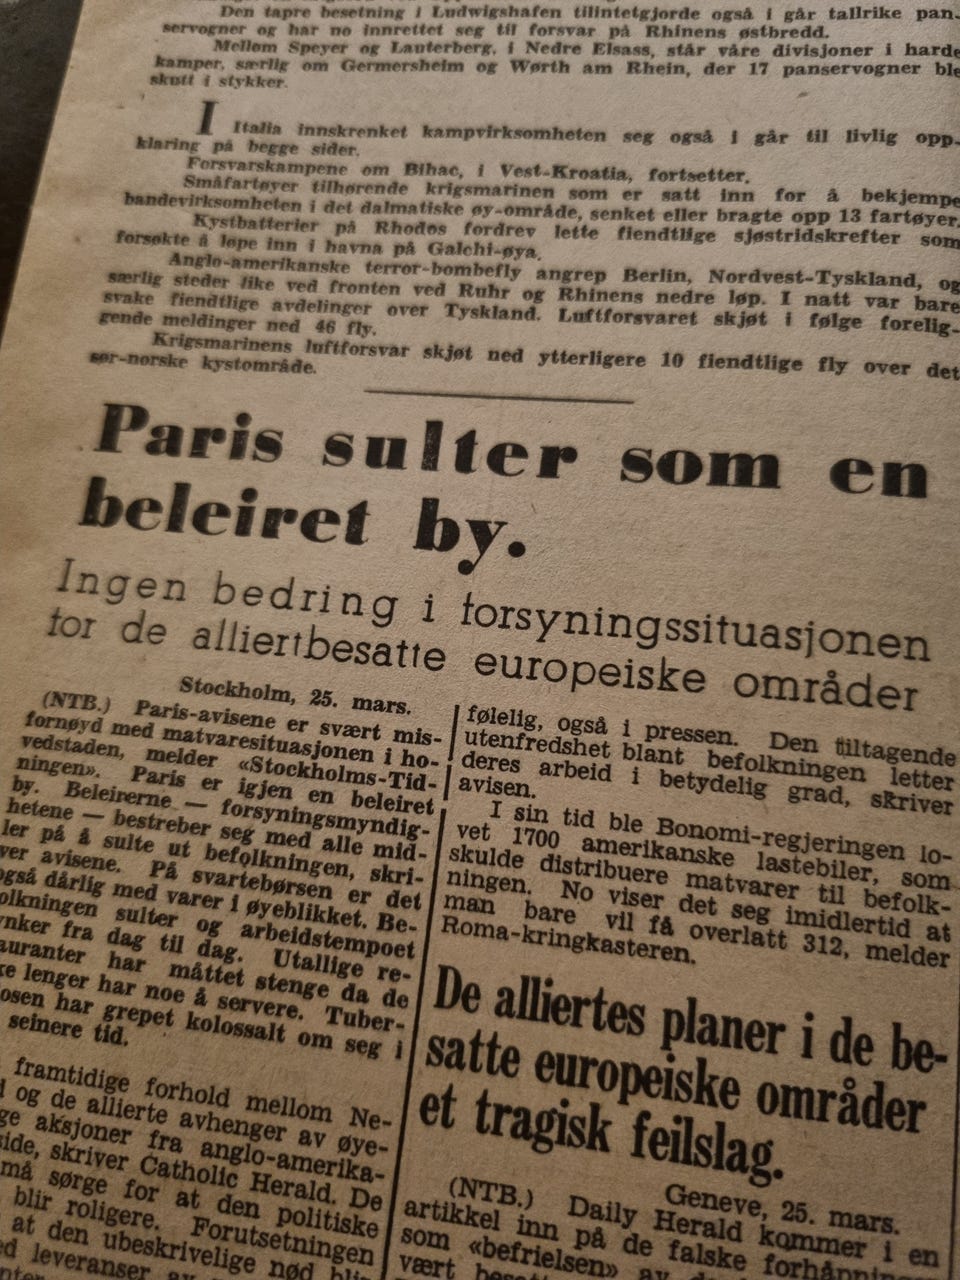 Den tapre besetning i Ludwigshafen tilintetgjorde også i går tallrike pan-
servogner og har no innrettet seg til forsvar på Rhinens østbredd.
Mellom Speyer og Lauterberg, i Nedre Elsass, står våre divisjoner i harde
kamper, særlig om Germersheim og Wørth am Rhein, der 17 panservogner ble
skutt i stykker.
I Italia innskrenket kampvirksomheten seg også i går til livlig opp-
klaring på begge sider.
Forsvarskampene om Bihac, i Vest-Kroatia, fortsetter.
Småfartøyer tilhørende krigsmarinen som er satt inn for å bekjempe
bandevirksomheten i det dalmatiske øy-område, senket eller bragte opp 13 fartøyer.
Kystbatterier på Rhodos fordrev lette fiendtlige sjøstridskrefter som
forsøkte å løpe inn i havna på Galchi-øya.
Anglo-amerikanske terror-bombefly angrep Berlin, Nordvest-Tyskland, og
særlig steder like ved fronten ved Ruhr og Rhinens nedre løp. I natt var bare
svake fiendtlige avdelinger over Tyskland. Luftforsvaret skjøt i følge forelig-
gende meldinger ned 46 fly.
Krigsmarinens luftforsvar skjøt ned ytterligere 10 fiendtlige fly over det
sør-norske kystområde.
Paris sulter som en
beleiret by.
Ingen bedring i forsyningssituasjonen
for de alliertbesatte europeiske områder
Stockholm, 25. mars.
(NTB.) Paris-avisene er svært mis-
fornøyd med matvaresituasjonen i ho-
vedstaden, melder «Stockholms-Tid-
ningen». Paris er igjen en beleiret
by. Beleirerne — forsyningsmyndig-
hetene — bestreber seg med alle mid-
ler på å sulte ut befolkningen, skri-
ver avisene. På svartebørsen er det
også dårlig med varer i øyeblikket. Be-
olkningen sulter og arbeidstempoet
ynker fra dag til dag. Utallige re-
auranter har måttet stenge da de
ke lenger har noe å servere. Tuber-
osen har grepet kolossalt om seg i
seinere tid.
framtidige forhold mellom Ne-
og de allierte avhenger av øye-
ge aksjoner fra anglo-amerika-
side, skriver Catholic Herald. De
må sørge for at den politiske
blir roligere. Forutsetningen
at den ubeskrivelige nød blir
leveranser
følelig, også i pressen. Den tiltagende
utenfredshet blant befolkningen letter
deres arbeid i betydelig grad, skriver
avisen.
I sin tid ble Bonomi-regjeringen lo-
vet 1700 amerikanske lastebiler, som
skulde distribuere matvarer til befolk-
ningen. No viser det seg imidlertid at
man bare vil få overlatt 312, melder
Roma-kringkasteren.
De alliertes planer i de be-
satte europeiske områder
et tragisk feilslag.
Geneve, 25. mars.
(NTB.) Daily Herald kommer i en
artikkel inn på de falske forhånd
som «befrielsen» av
vært